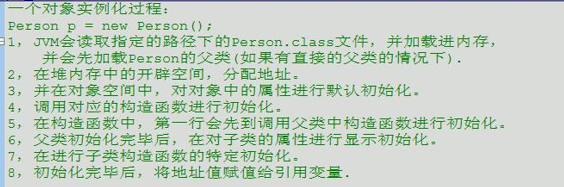 一个对象实例化过程:
Person p = new Person();
1, JVM会读取指定的路径下的Person.class文件, 并加载进内存,
并会先加载Person的父类(如果有直接的父类的情况下).
2, 在堆内存中的开辟空间, 分配地址。
3, 并在对象空间中, 对对象中的属性进行默认初始化。
4, 调用对应的构造函数进行初始化。
5, 在构造函数中, 第一行会先到调用父类中构造函数进行初始化。
6, 父类初始化完毕后, 在对子类的属性进行显示初始化。
7, 在进行子类构造函数的特定初始化。
8, 初始化完毕后, 将地址值赋值给引用变量.